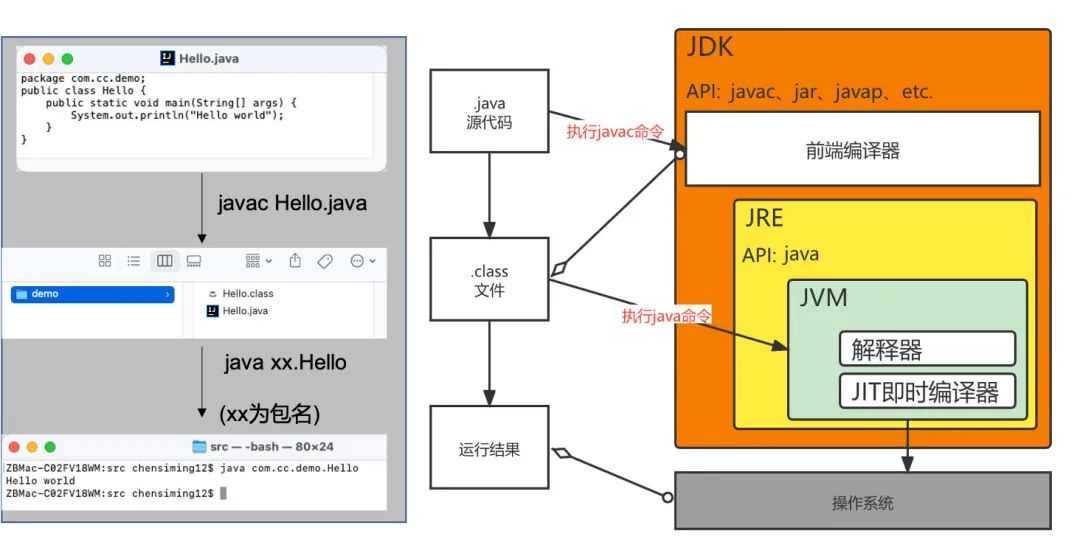 Hello.java
package com.cc.demo;
public class Hello {
    public static void main(String[] args) {
        System.out.println("Hello world");
    }
}
javac Hello.java
demo
Hello.class
Hello.java
java xx.Hello
(xx为包名)
src — -bash — 80×24
ZBMac-C02FV18WM:src chensiming12$ java com.cc.demo.Hello
Hello world
ZBMac-C02FV18WM:src chensiming12$
.java
源代码
执行javac命令
.class
文件
执行java命令
运行结果
JDK
API: javac、jar、javap、etc.
前端编译器
JRE
API: java
JVM
解释器
JIT即时编译器
操作系统